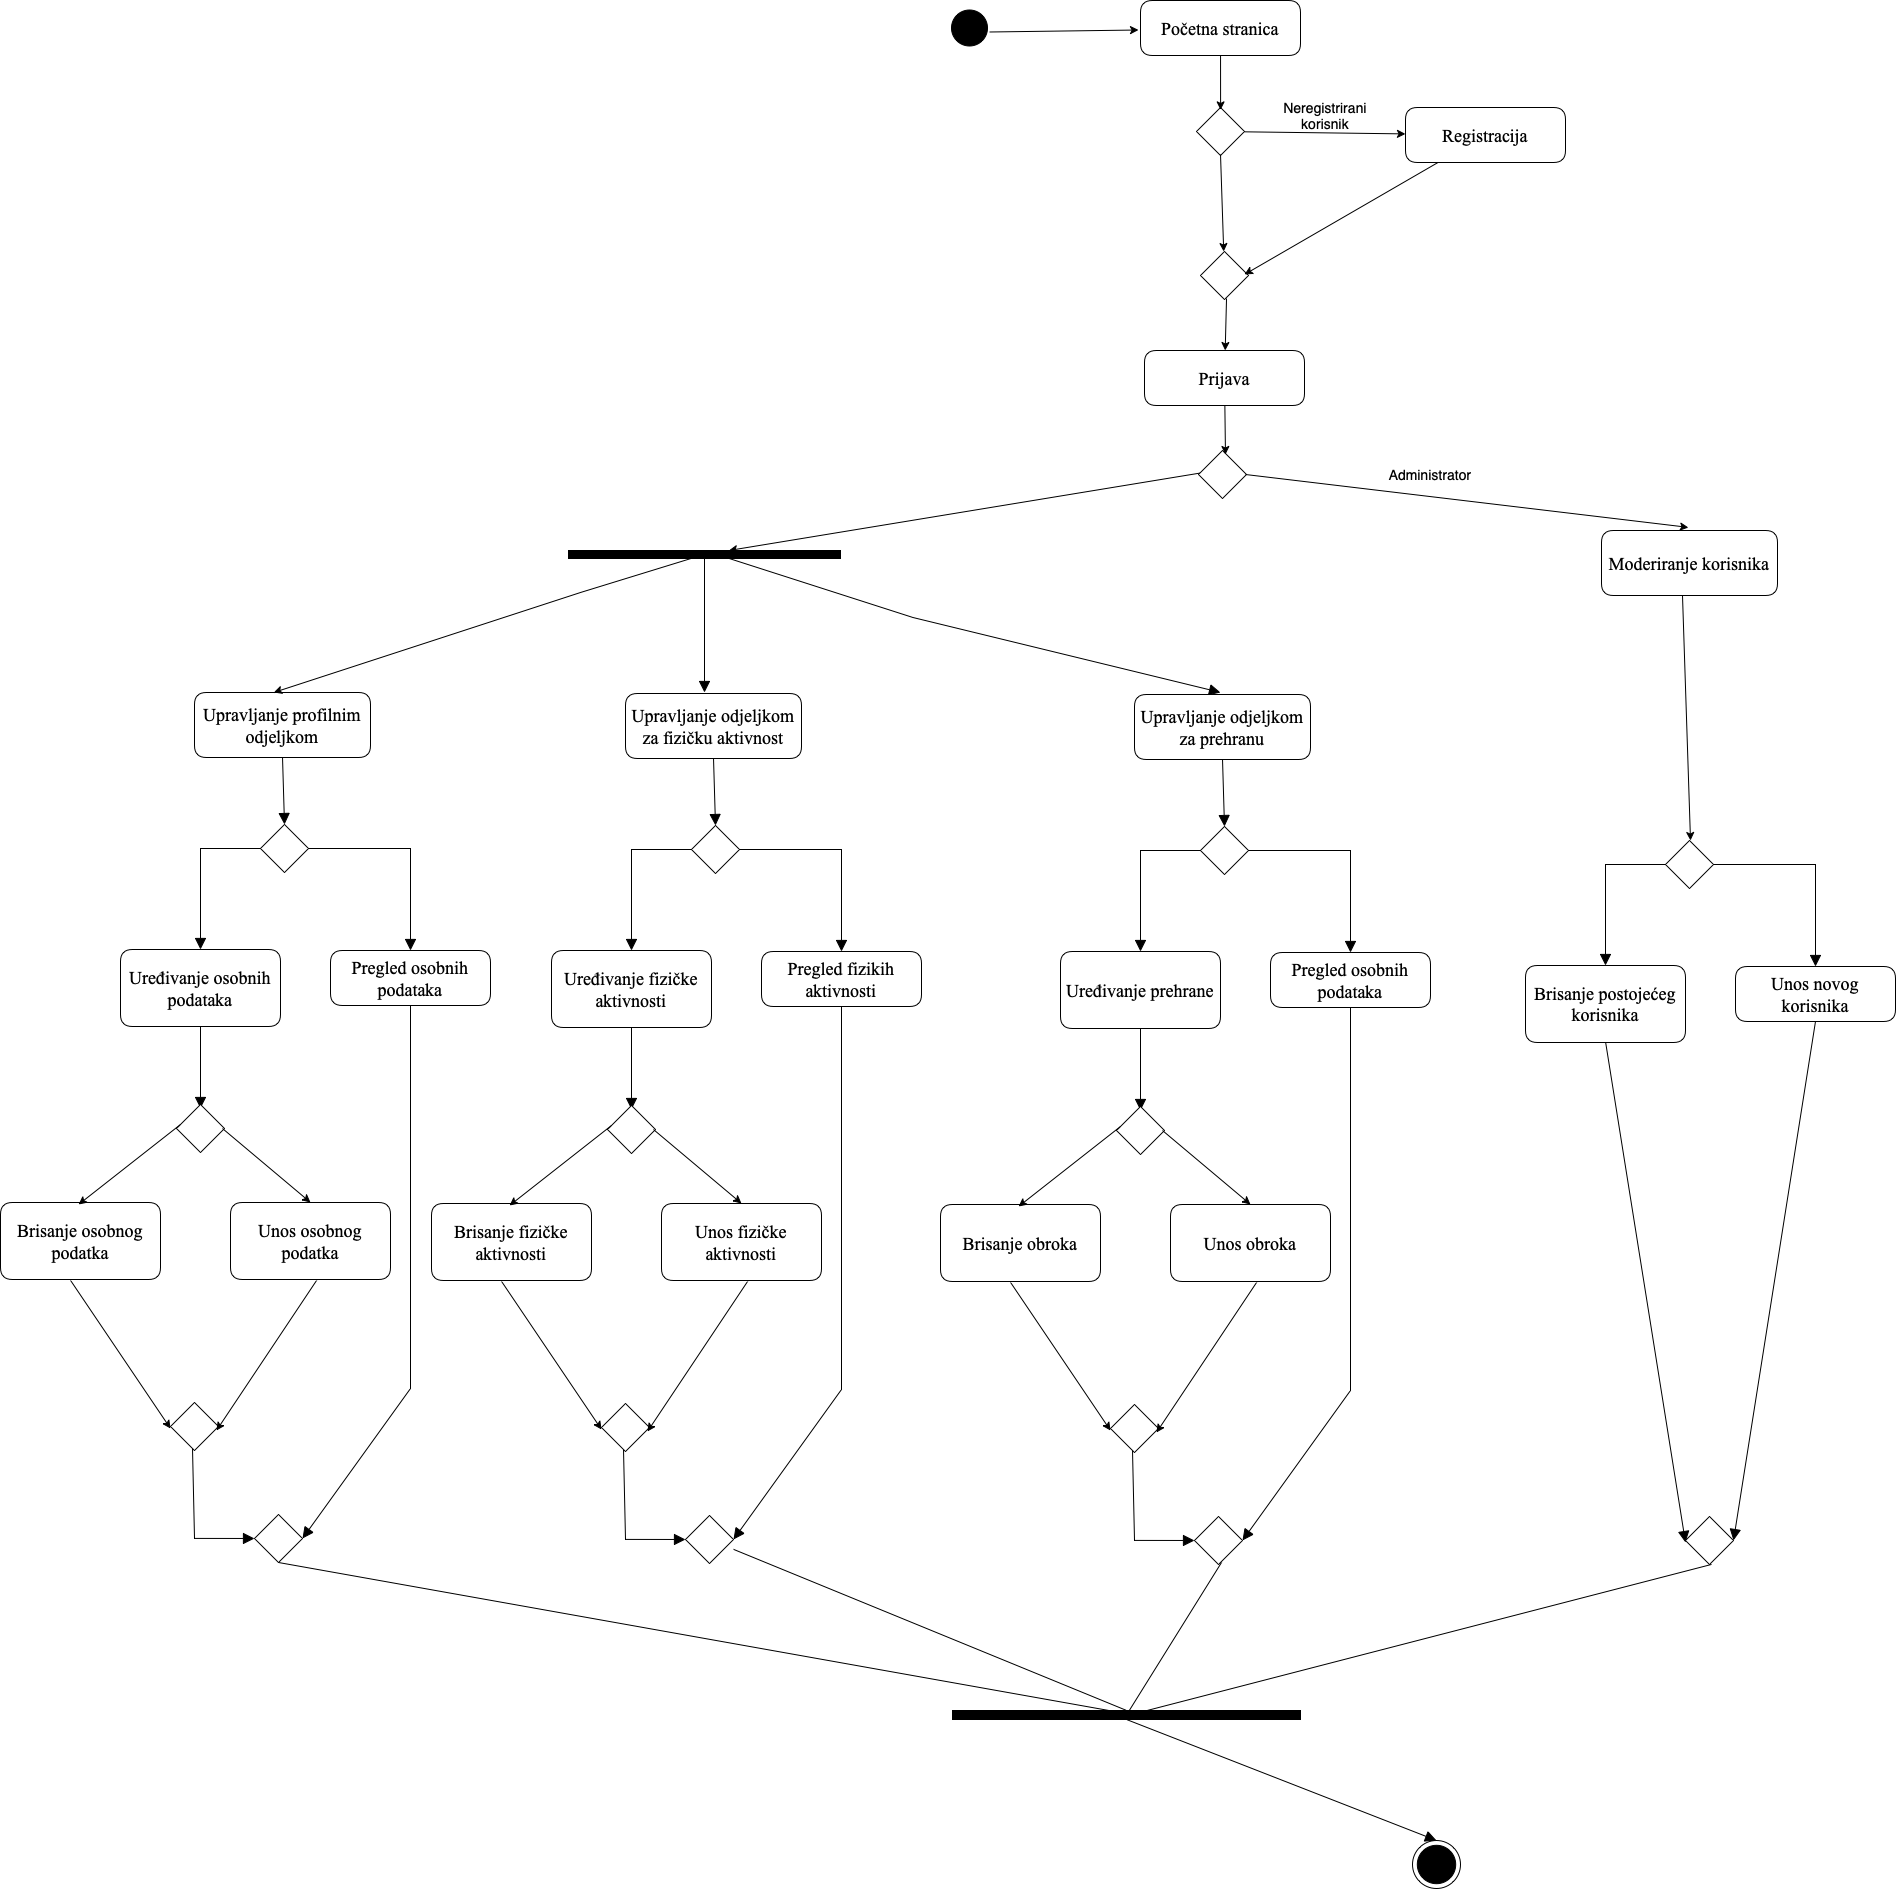 Početna stranica
Neregistrirani
korisnik
Registracija
Prijava
Administrator
Moderiranje korisnika
Upravljanje profilnim
odjeljkom
Upravljanje odjeljkom
za fizičku aktivnost
Upravljanje odjeljkom
za prehranu
Uređivanje osobnih
podataka
Pregled osobnih
podataka
Uređivanje fizičke
aktivnosti
Pregled fizikih
aktivnosti
Uređivanje prehrane
Pregled osobnih
podataka
Brisanje postojećeg
korisnika
Unos novog
korisnika
Brisanje osobnog
podatka
Unos osobnog
podatka
Brisanje fizičke
aktivnosti
Unos fizičke
aktivnosti
Brisanje obroka
Unos obroka